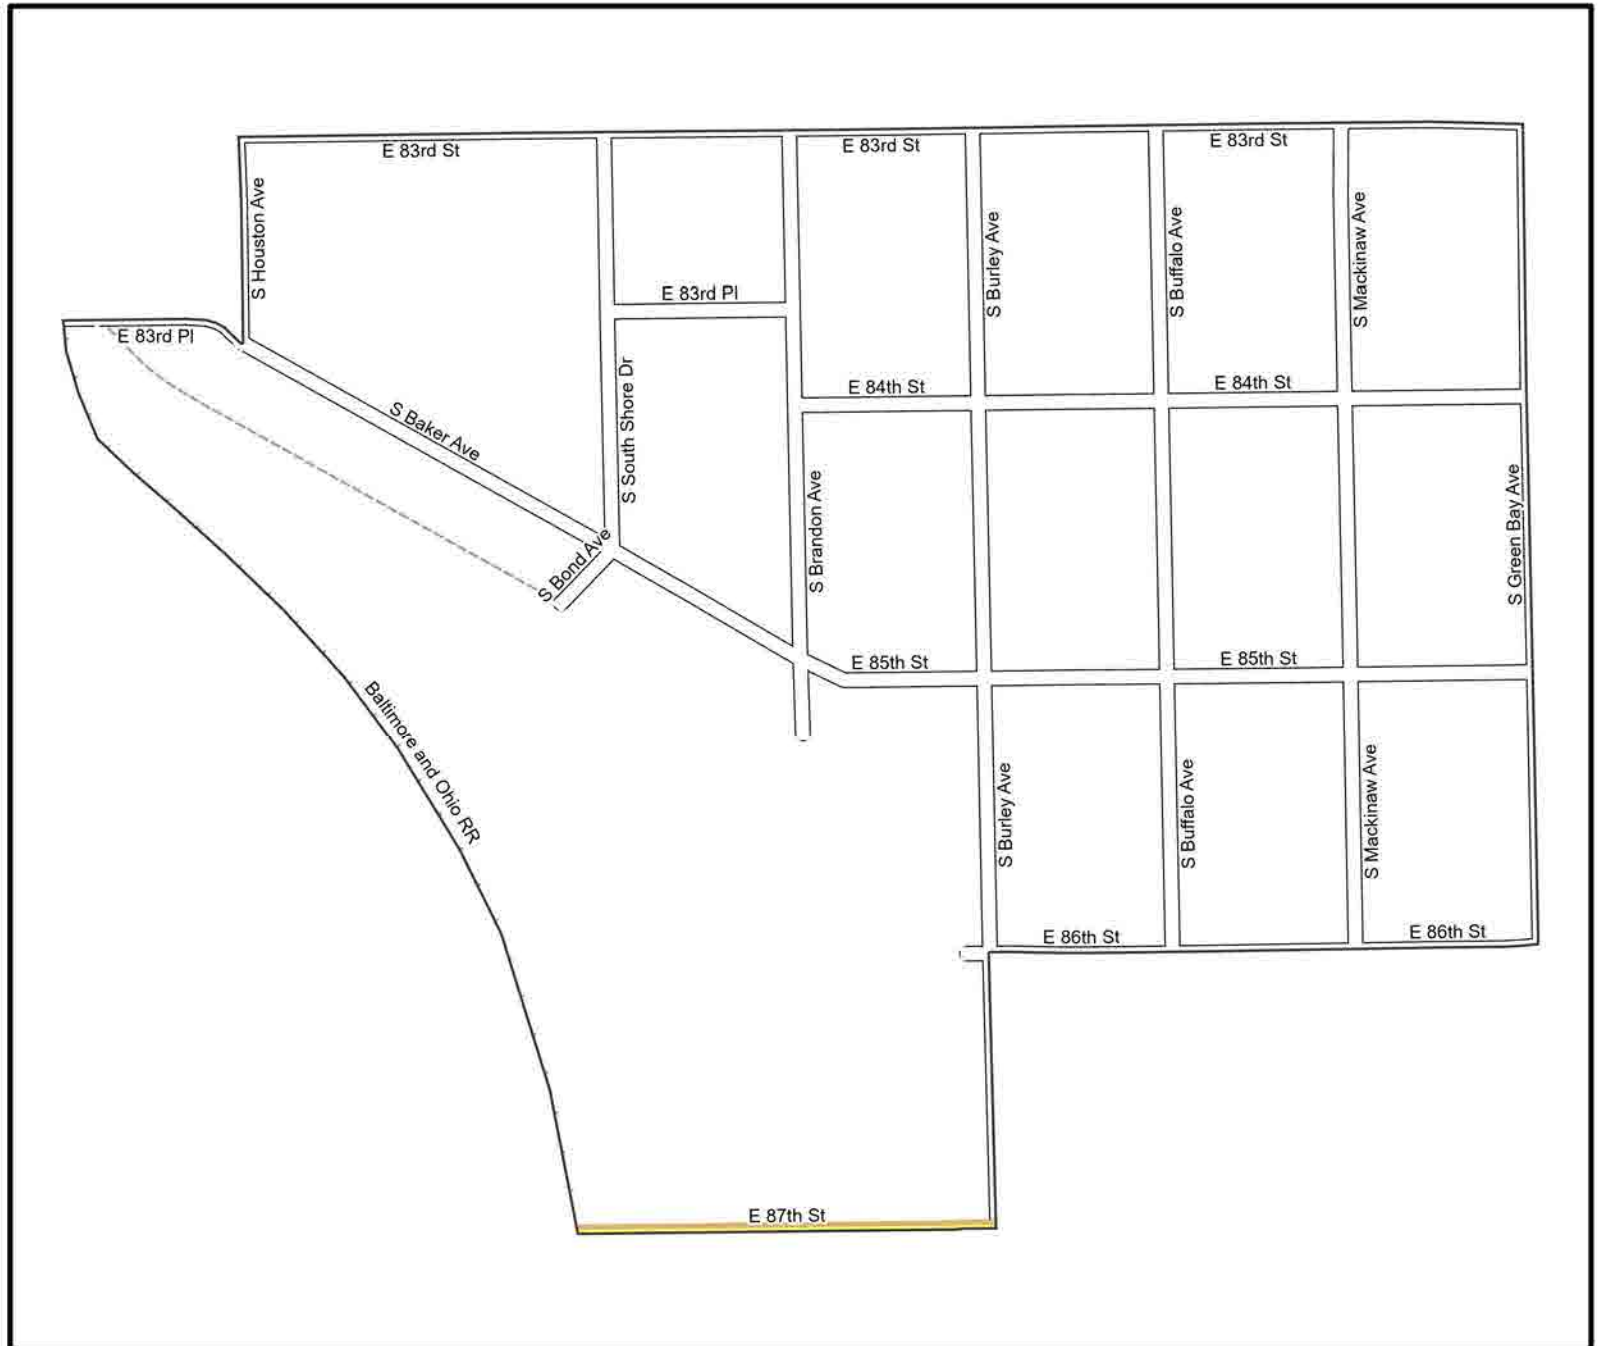 E 83rd St
E 83rd St
E 83rd St
S Houston Ave
S Burley Ave
S Buffalo Ave
S Mackinaw Ave
E 83rd Pl
E 83rd Pl
S Baker Ave
S South Shore Dr
E 84th St
E 84th St
S Brandon Ave
S Green Bay Ave
S Bond Ave
E 85th St
E 85th St
Baltimore and Ohio RR
S Burley Ave
S Buffalo Ave
S Mackinaw Ave
E 86th St
E 86th St
E 87th St